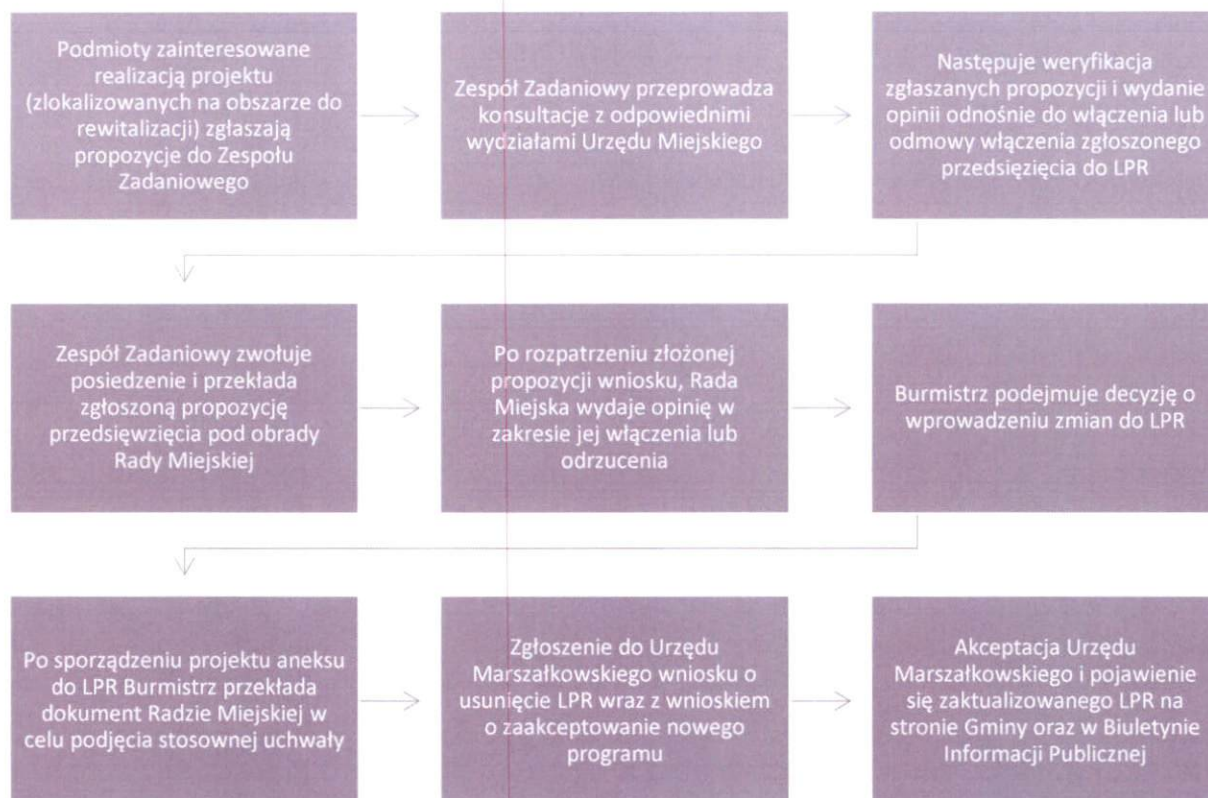 Podmioty zainteresowane
realizacją projektu
(zlokalizowanych na obszarze do
rewitalizacji) zgłaszają
propozycje do Zespołu
Zadaniowego
Zespół Zadaniowy przeprowadza
konsultacje z odpowiednimi
wydziałami Urzędu Miejskiego
Następuje weryfikacja
zgłaszanych propozycji i wydanie
opinii odnośnie do włączenia lub
odmowy włączenia zgłoszonego
przedsięzięcia do LPR
Zespół Zadaniowy zwołuje
posiedzenie i przekłada
zgłoszoną propozycję
przedsięwzięcia pod obrady
Rady Miejskiej
Po rozpatrzeniu złożonej
propozycji wniosku, Rada
Miejska wydaje opinię w
zakresie jej włączenia lub
odrzucenia
Burmistrz podejmuje decyzję o
wprowadzeniu zmian do LPR
Po sporządzeniu projektu aneksu
do LPR Burmistrz przekłada
dokument Radzie Miejskiej w
celu podjęcia stosownej uchwały
Zgłoszenie do Urzędu
Marszałkowskiego wniosku o
usunięcie LPR wraz z wnioskiem
o zaakceptowanie nowego
programu
Akceptacja Urzędu
Marszałkowskiego i pojawienie
się zaktualizowanego LPR na
stronie Gminy oraz w Biuletynie
Informacji Publicznej